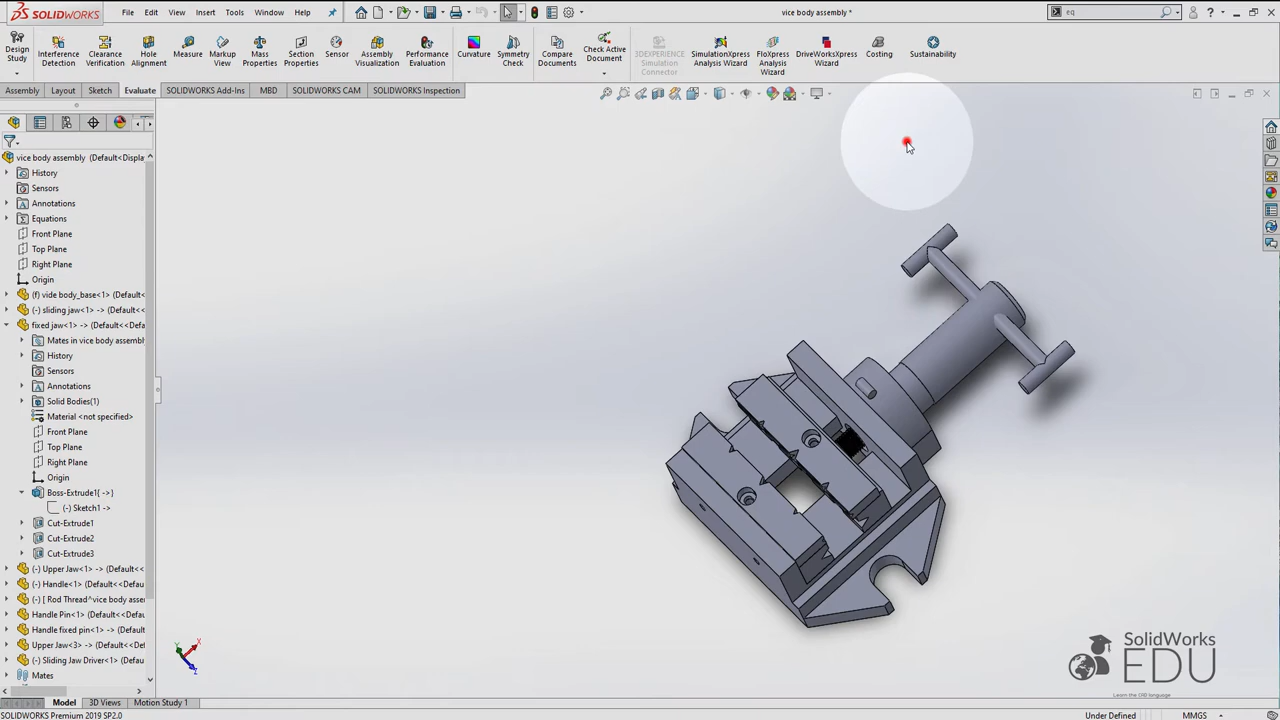 SOLIDWORKS
File
Edit
View
Insert
Tools
Window
Help
vice body assembly *
eq
Design Study
Interference Detection
Clearance Verification
Hole Alignment
Measure
Markup View
Mass Properties
Section Properties
Sensor
Assembly Visualization
Performance Evaluation
Curvature
Symmetry Check
Compare Documents
Check Active Document
3DEXPERIENCE Simulation Connector
SimulationXpress Analysis Wizard
FloXpress Analysis Wizard
DriveWorksXpress Wizard
Costing
Sustainability
Assembly
Layout
Sketch
Evaluate
SOLIDWORKS Add-Ins
MBD
SOLIDWORKS CAM
SOLIDWORKS Inspection
vice body assembly (Default<Displa
History
Sensors
Annotations
Equations
Front Plane
Top Plane
Right Plane
Origin
(f) vide body_base<1> (Default<
(-) sliding jaw<1> (Default<<Def
fixed jaw<1> -> (Default<<Defa
Mates in vice body assembl
History
Sensors
Annotations
Solid Bodies(1)
Material <not specified>
Front Plane
Top Plane
Right Plane
Origin
Boss-Extrude1{ ->}
(-) Sketch1 ->
Cut-Extrude1
Cut-Extrude2
Cut-Extrude3
(-) Upper Jaw<1> (Default<<Def
(-) Handle<1> (Default<<Defaul
(-) [ Rod Thread^vice body asse
Handle Pin<1> (Default<<Defau
Handle fixed pin<1> (Default<<
Upper Jaw<3> (Default<<Defau
(-) Sliding Jaw Driver<1> (Defau
Mates
Y
X
Z
SolidWorks
EDU
Learn the CAD language
Model
3D Views
Motion Study 1
SOLIDWORKS Premium 2019 SP2.0
Under Defined
MMGS